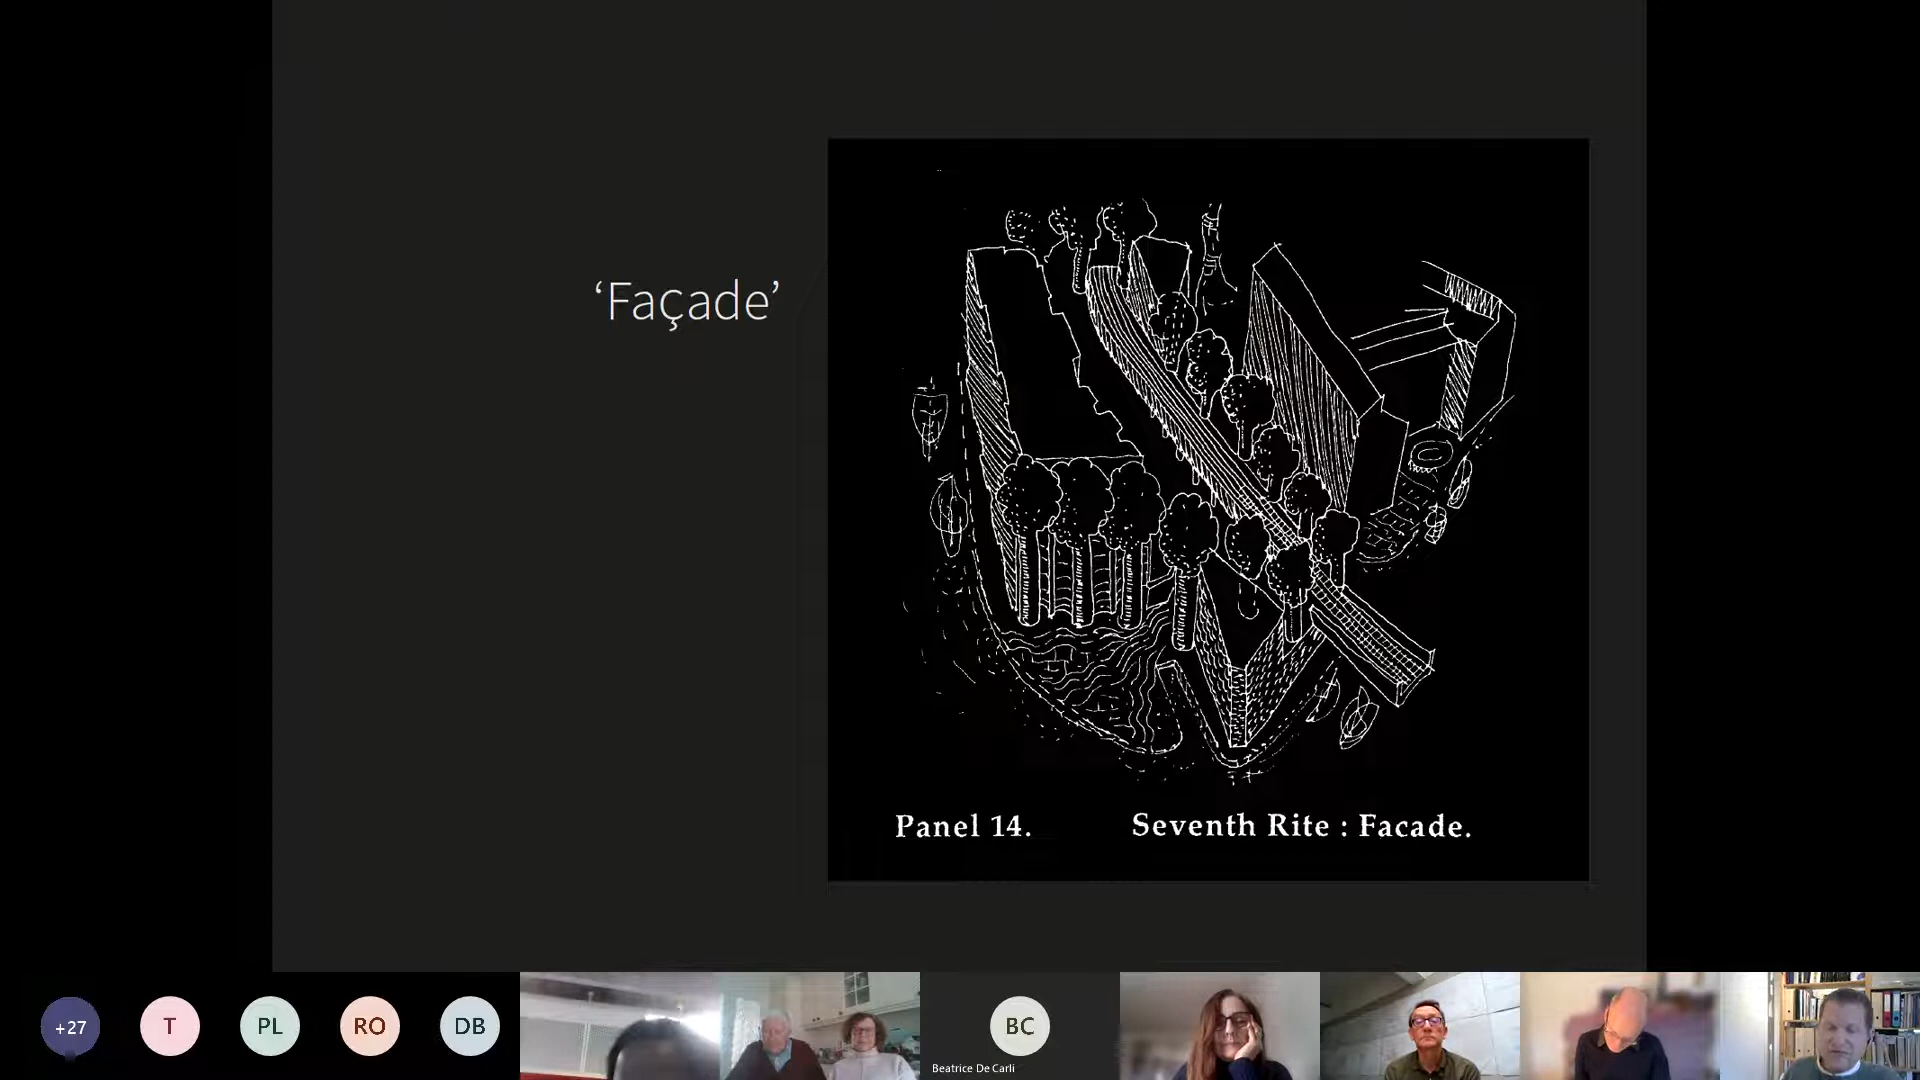 ‘Façade’
Panel 14.
Seventh Rite : Facade.
+27
T
PL
RO
DB
BC
Beatrice De Carli